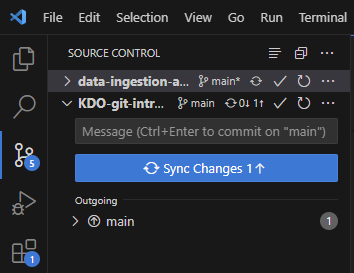 File Edit Selection View Go Run Terminal
SOURCE CONTROL
data-ingestion-a... main*
KDO-git-intr... main 0↓ 1↑
Message (Ctrl+Enter to commit on "main")
Sync Changes 1↑
5
Outgoing
main 1
1